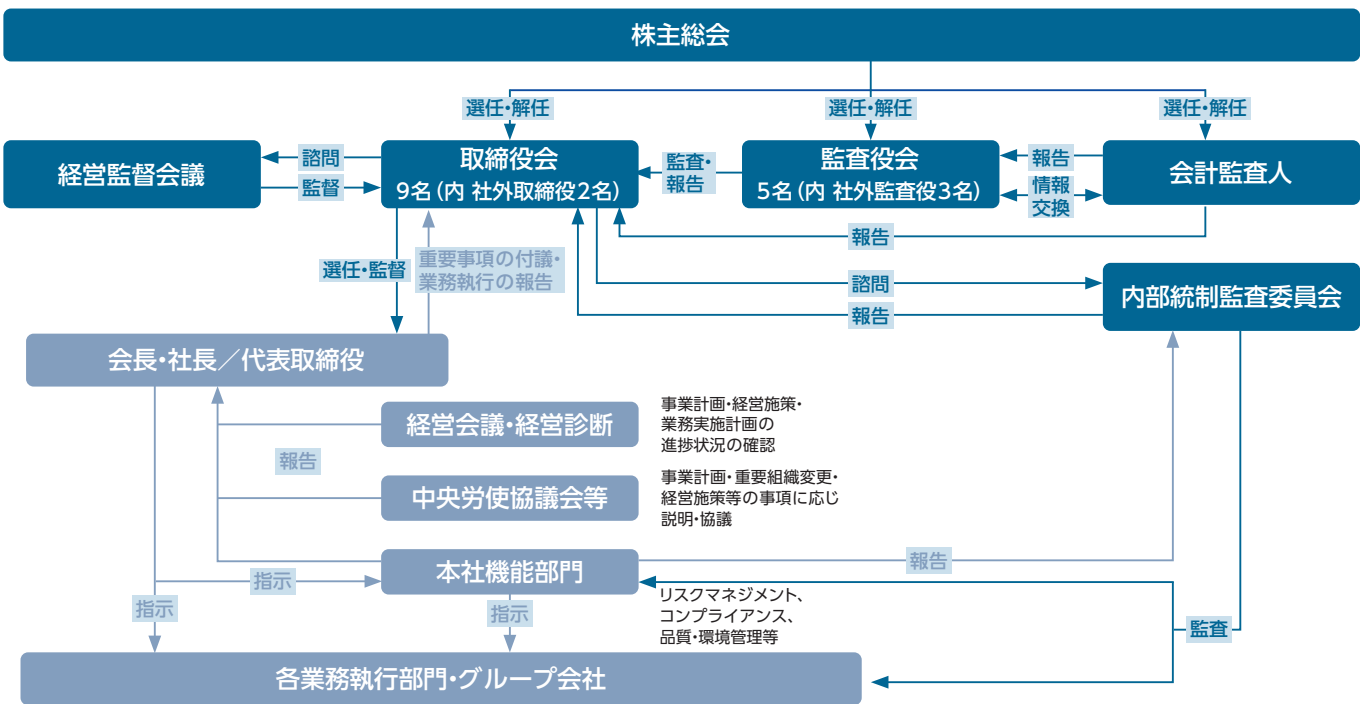 株主総会
選任・解任
選任・解任
選任・解任
経営監督会議
諮問
監督
取締役会
9名（内 社外取締役2名）
監査・
報告
監査役会
5名（内 社外監査役3名）
報告
情報
交換
会計監査人
報告
選任・監督
重要事項の付議・
業務執行の報告
諮問
報告
内部統制監査委員会
会長・社長／代表取締役
経営会議・経営診断
事業計画・経営施策・
業務実施計画の
進捗状況の確認
報告
中央労使協議会等
事業計画・重要組織変更・
経営施策等の事項に応じ
説明・協議
本社機能部門
報告
指示
指示
指示
リスクマネジメント、
コンプライアンス、
品質・環境管理等
監査
各業務執行部門・グループ会社